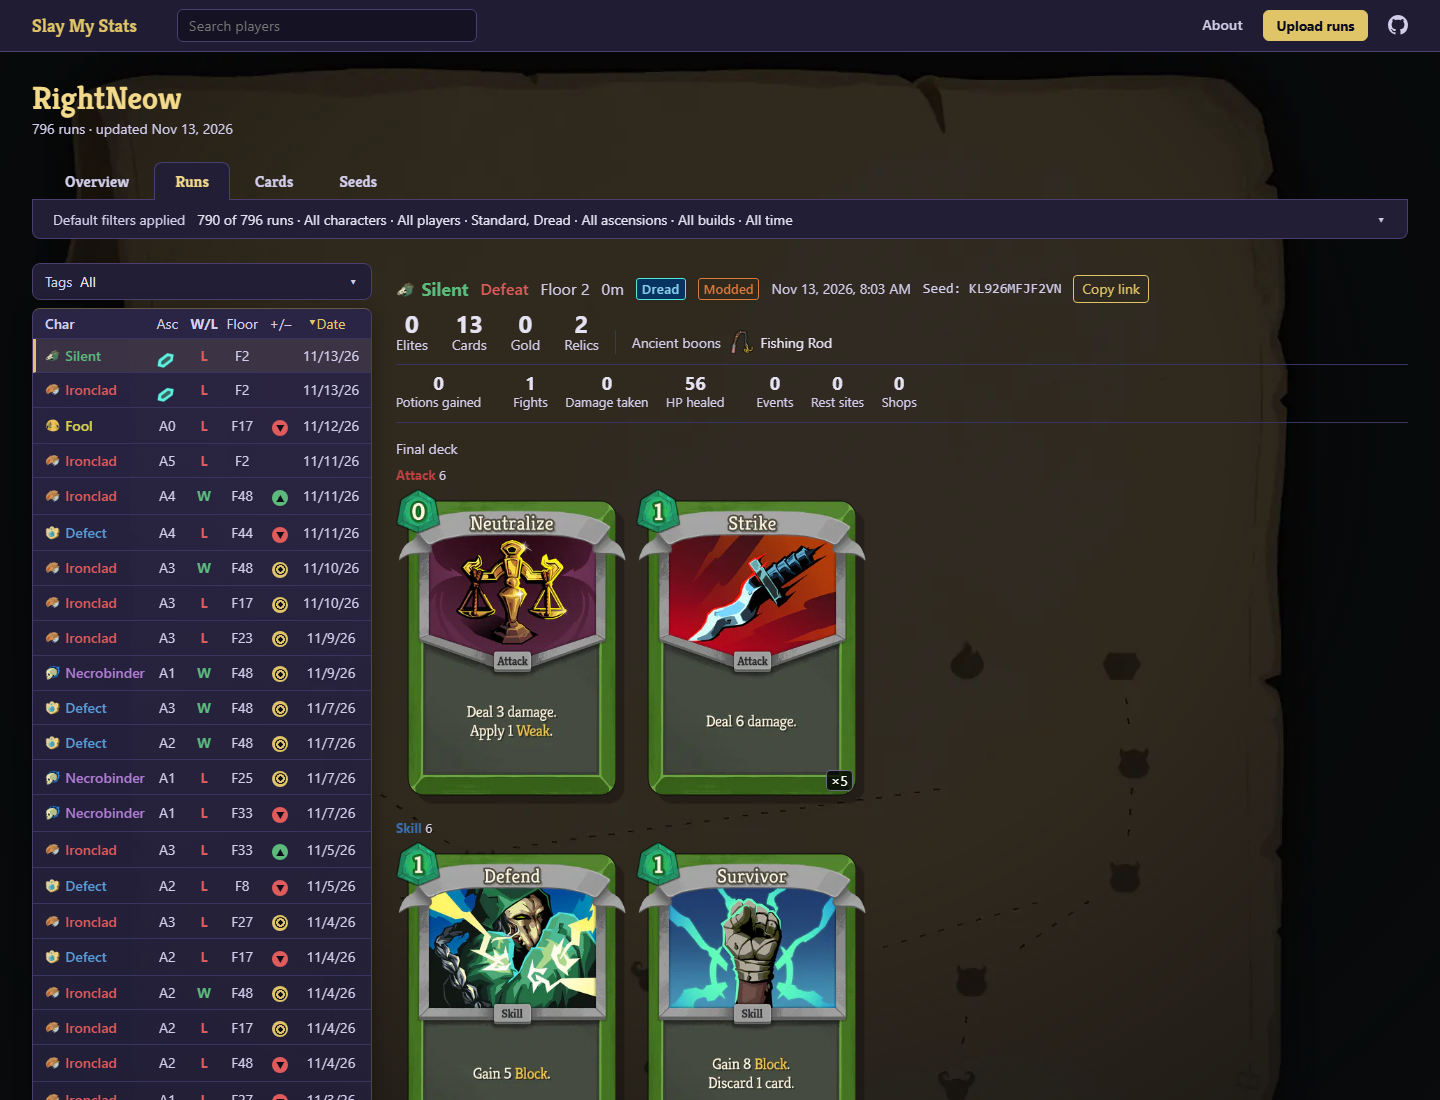 Slay My Stats
Search players
About
Upload runs
RightNeow
796 runs · updated Nov 13, 2026
Overview
Runs
Cards
Seeds
Default filters applied 790 of 796 runs · All characters · All players · Standard, Dread · All ascensions · All builds · All time
Tags All
Char Asc W/L Floor +/– Date
Silent L F2 11/13/26
Ironclad L F2 11/13/26
Fool A0 L F17 11/12/26
Ironclad A5 L F2 11/11/26
Ironclad A4 W F48 11/11/26
Defect A4 L F44 11/11/26
Ironclad A3 W F48 11/10/26
Ironclad A3 L F17 11/10/26
Ironclad A3 L F23 11/9/26
Necrobinder A1 W F48 11/9/26
Defect A3 W F48 11/7/26
Defect A2 W F48 11/7/26
Necrobinder A1 L F25 11/7/26
Necrobinder A1 L F33 11/7/26
Ironclad A3 L F33 11/5/26
Defect A2 L F8 11/5/26
Ironclad A3 L F27 11/4/26
Defect A2 L F17 11/4/26
Ironclad A2 W F48 11/4/26
Ironclad A2 L F17 11/4/26
Ironclad A2 L F48 11/4/26
Ironclad A1 L F27 11/3/26
Silent Defeat Floor 2 0m Dread Modded Nov 13, 2026, 8:03 AM Seed: KL926MFJF2VN Copy link
0 13 0 2
Elites Cards Gold Relics Ancient boons Fishing Rod
0 1 0 56 0 0 0
Potions gained Fights Damage taken HP healed Events Rest sites Shops
Final deck
Attack 6
0
Neutralize
Attack
Deal 3 damage.
Apply 1 Weak.
1
Strike
Attack
Deal 6 damage.
×5
Skill 6
1
Defend
Skill
Gain 5 Block.
1
Survivor
Skill
Gain 8 Block.
Discard 1 card.